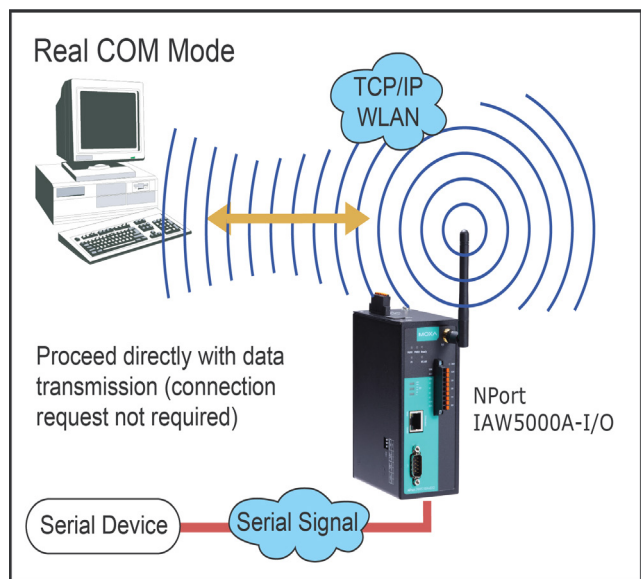 Real COM Mode
TCP/IP
WLAN
MOXA
Proceed directly with data
transmission (connection
request not required)
NPort
IAW5000A-I/O
Serial Device
Serial Signal